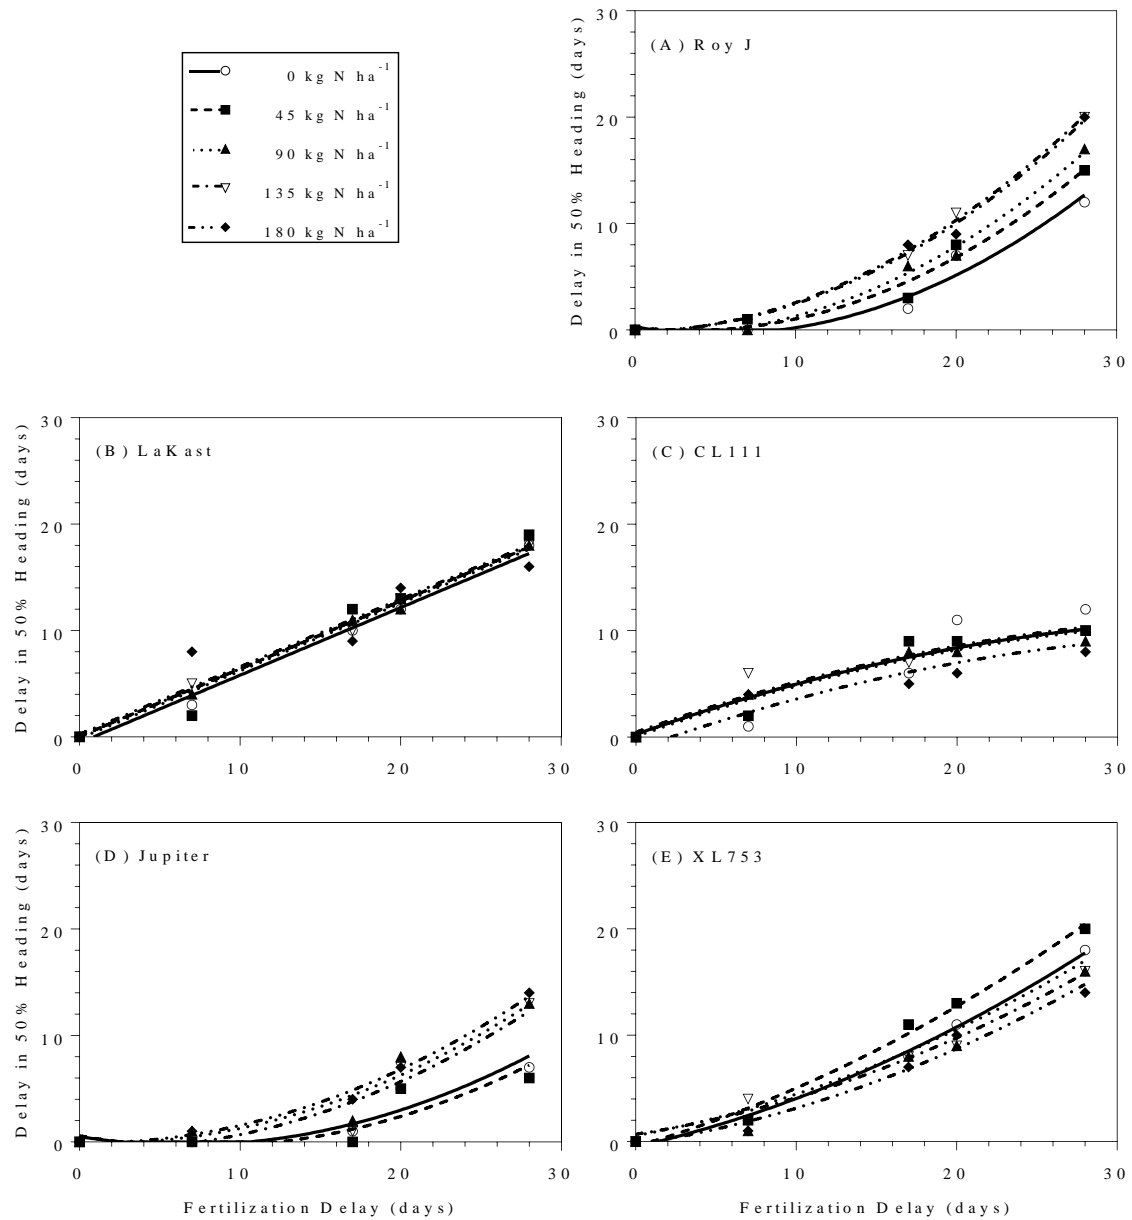 0 kg N ha-1
45 kg N ha-1
90 kg N ha-1
135 kg N ha-1
180 kg N ha-1
(A) Roy J
Delay in 50% Heading (days)
30
20
10
0
0 10 20 30
(B) LaKast
Delay in 50% Heading (days)
30
20
10
0
0 10 20 30
(C) CL111
30
20
10
0
0 10 20 30
(D) Jupiter
Delay in 50% Heading (days)
30
20
10
0
0 10 20 30
Fertilization Delay (days)
(E) XL753
30
20
10
0
0 10 20 30
Fertilization Delay (days)